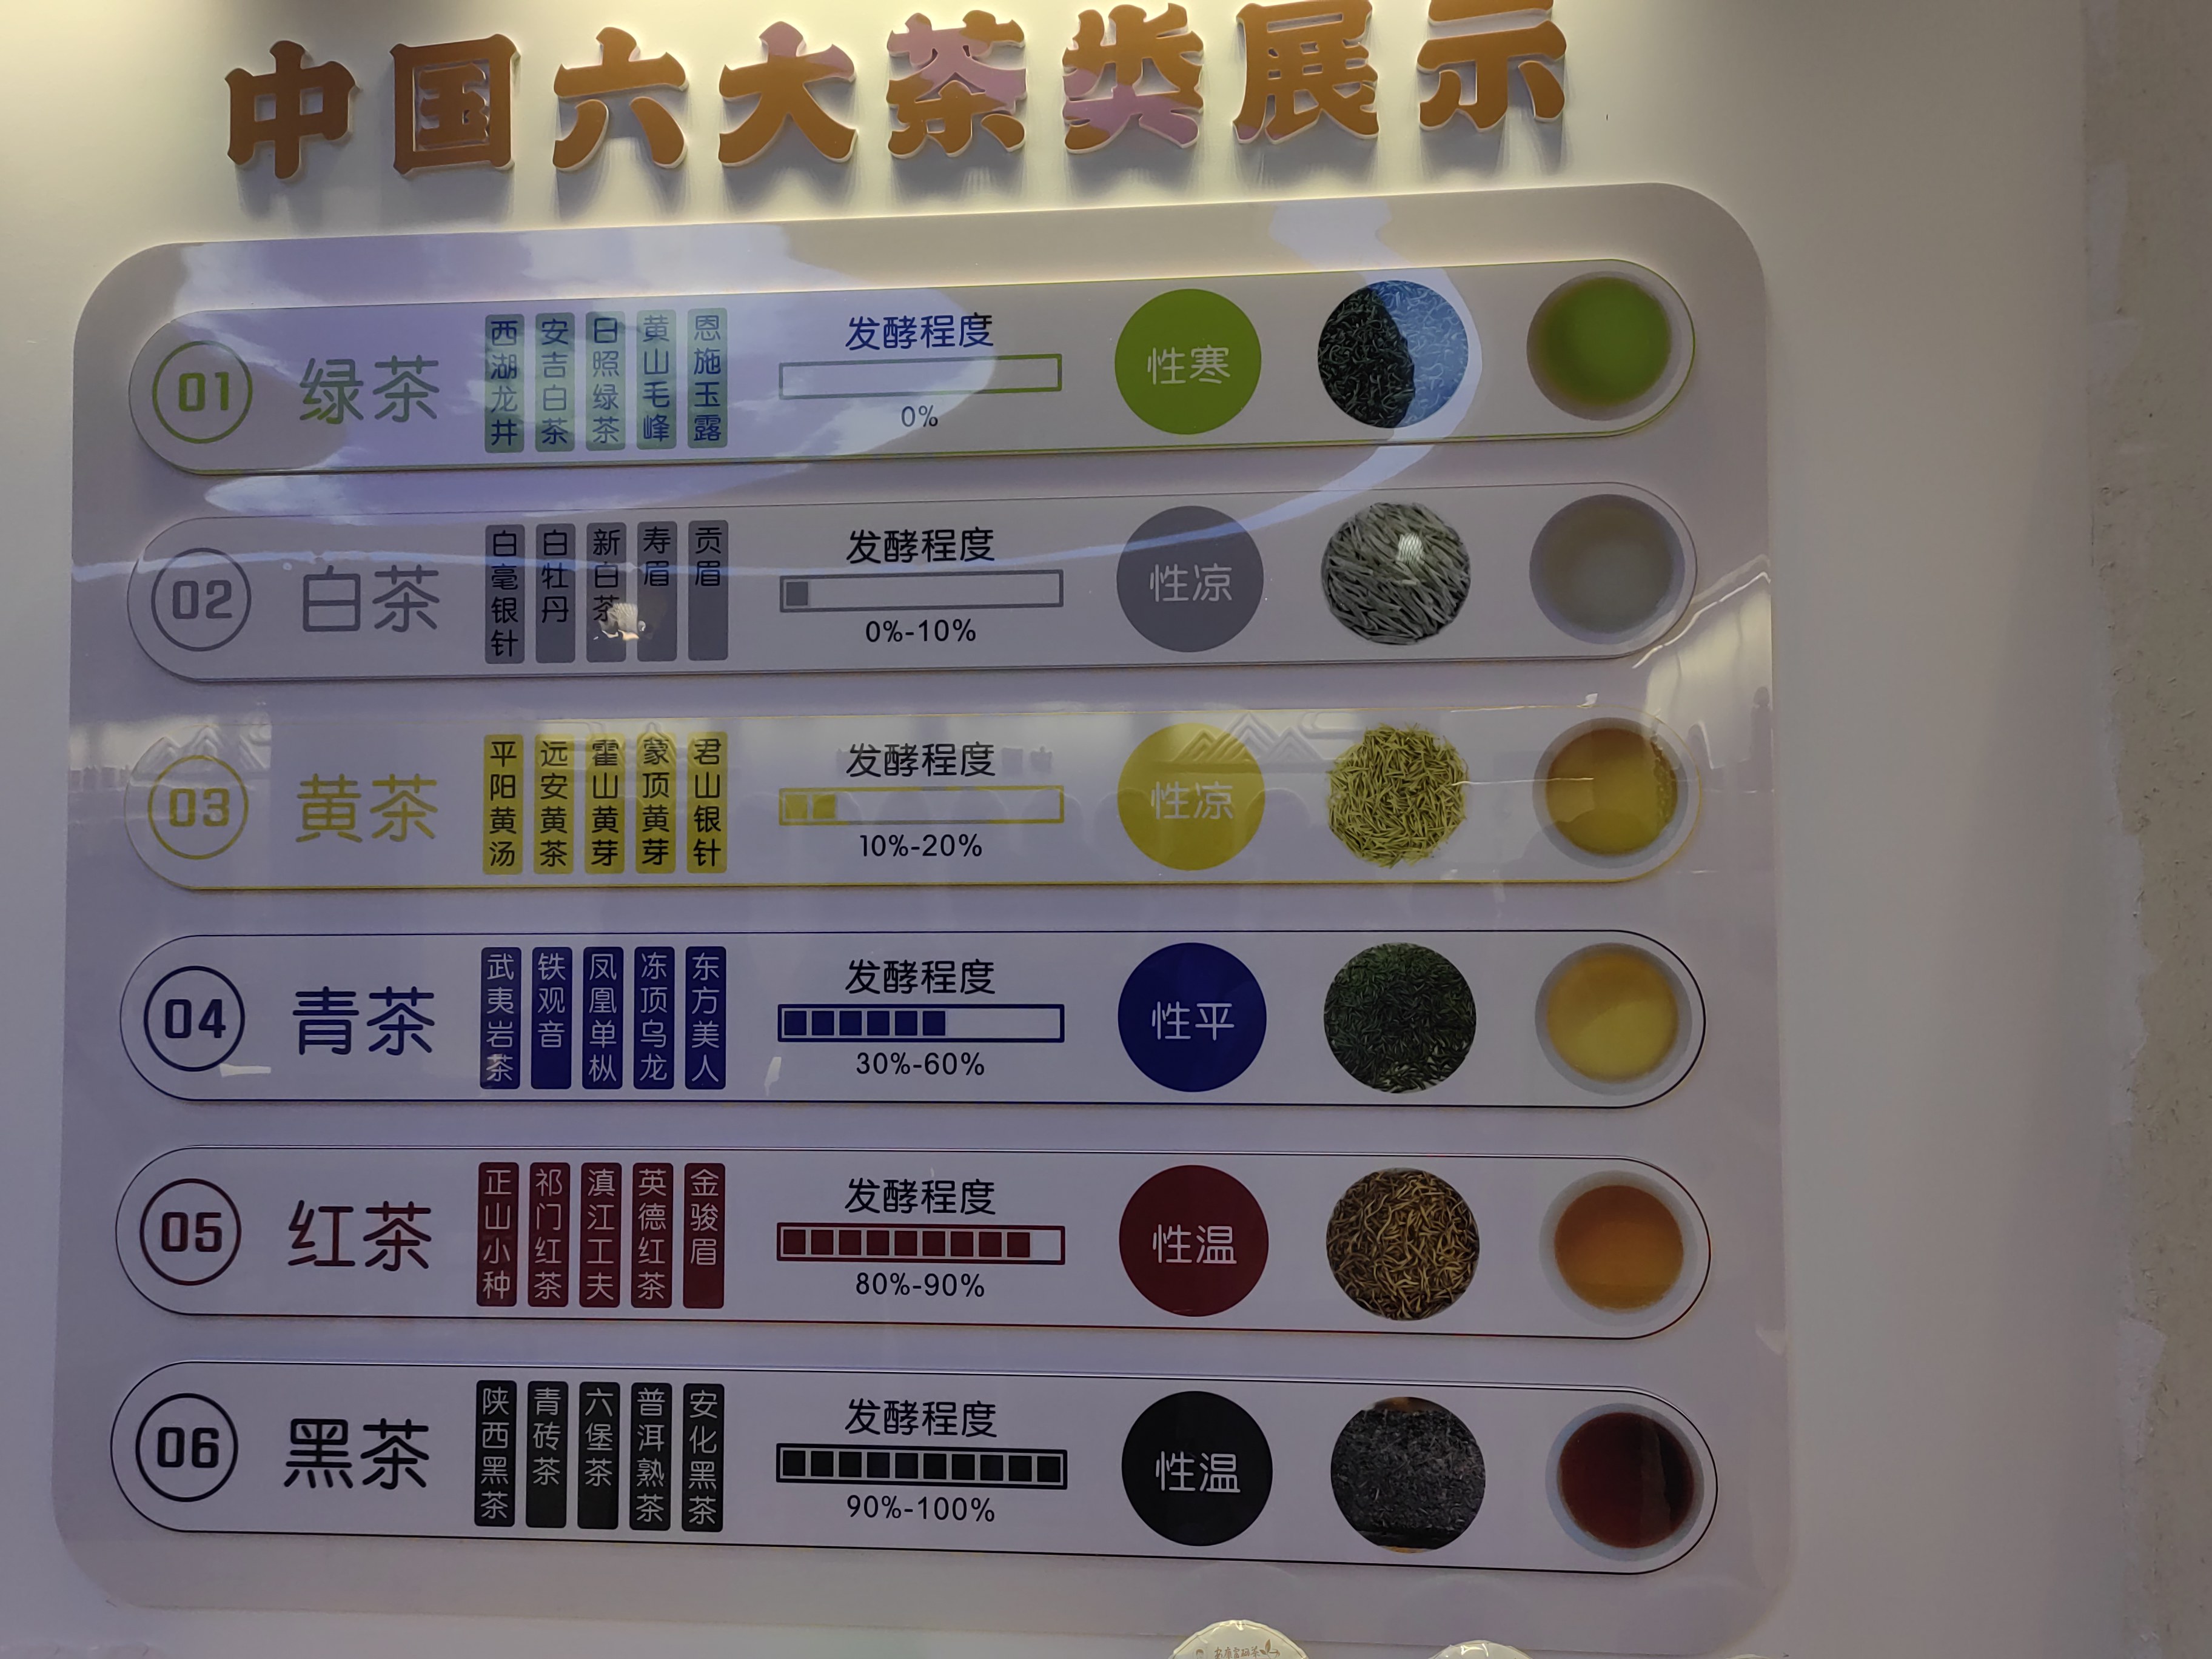 中国六大茶类展示
01
绿茶
西湖龙井
安吉白茶
日照绿茶
黄山毛峰
恩施玉露
发酵程度
0%
性寒
02
白茶
白毫银针
白牡丹
新白茶
寿眉
贡眉
发酵程度
0%-10%
性凉
03
黄茶
平阳黄汤
远安黄茶
霍山黄芽
蒙顶黄芽
君山银针
发酵程度
10%-20%
性凉
04
青茶
武夷岩茶
铁观音
凤凰单枞
冻顶乌龙
东方美人
发酵程度
30%-60%
性平
05
红茶
正山小种
祁门红茶
滇江工夫
英德红茶
金骏眉
发酵程度
80%-90%
性温
06
黑茶
陕西黑茶
青砖茶
六堡茶
普洱熟茶
安化黑茶
发酵程度
90%-100%
性温